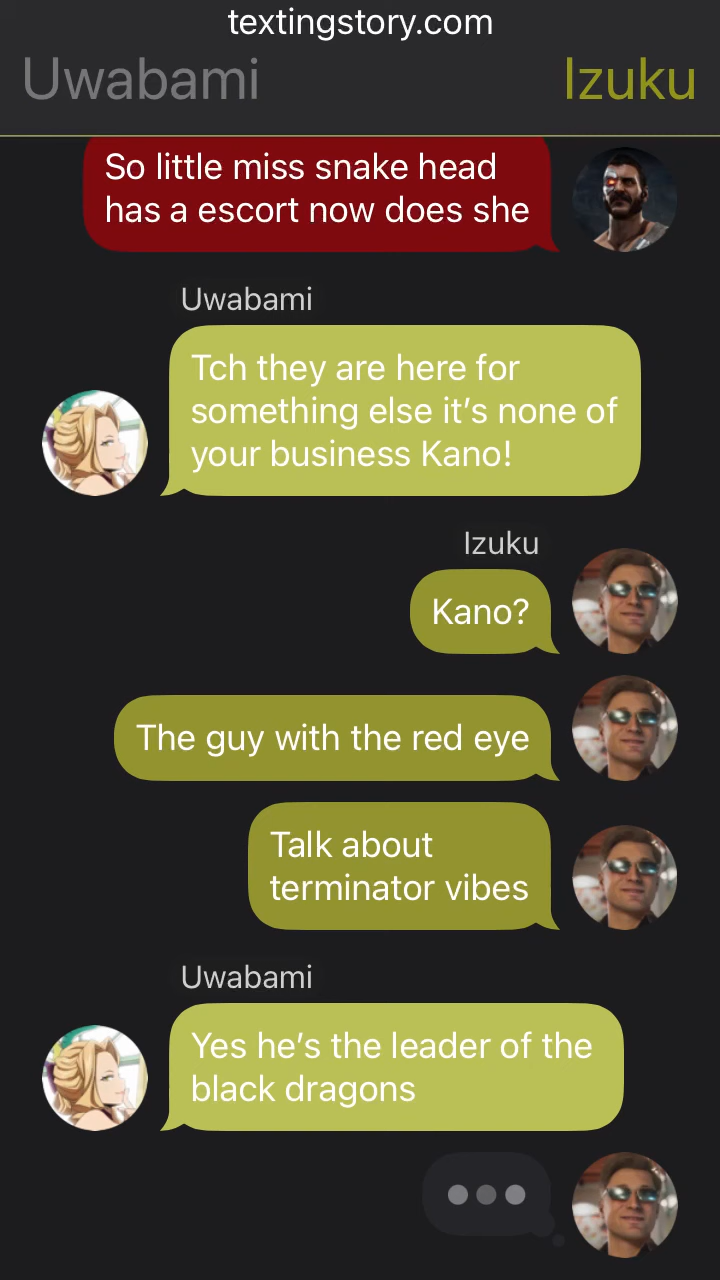 textingstory.com
Uwabami
Izuku
So little miss snake head
has a escort now does she
Uwabami
Tch they are here for
something else it’s none of
your business Kano!
Izuku
Kano?
The guy with the red eye
Talk about
terminator vibes
Uwabami
Yes he’s the leader of the
black dragons